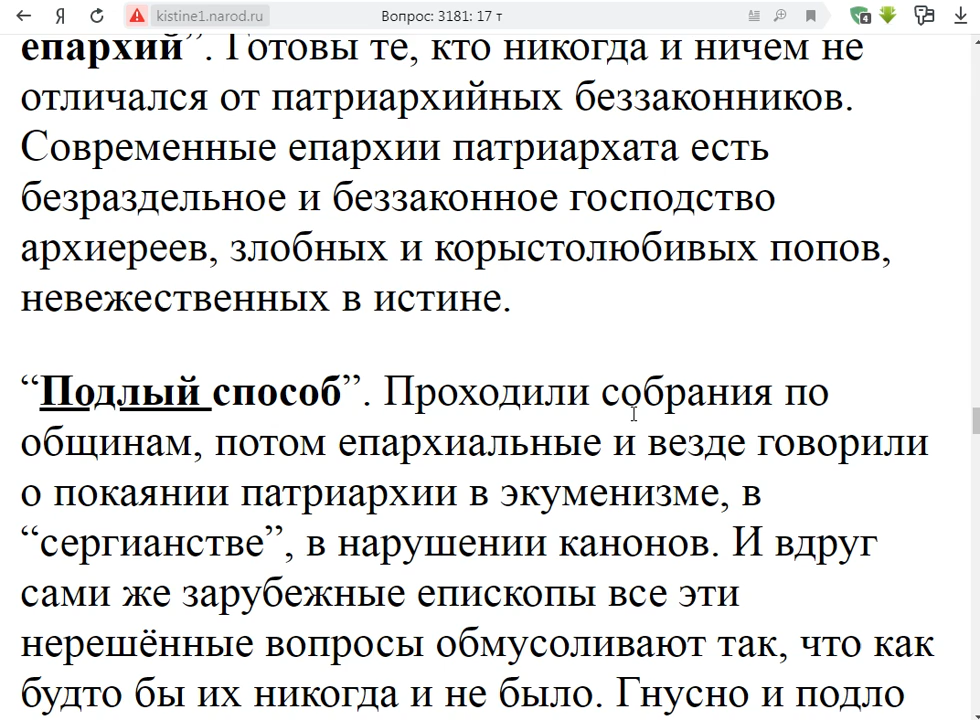 Я kistine1.narod.ru Вопрос: 3181: 17 т 4
епархий”. Готовы те, кто никогда и ничем не
отличался от патриархийных беззаконников.
Современные епархии патриархата есть
безраздельное и беззаконное господство
архиереев, злобных и корыстолюбивых попов,
невежественных в истине.
“Подлый способ”. Проходили собрания по
общинам, потом епархиальные и везде говорили
о покаянии патриархии в экуменизме, в
“сергианстве”, в нарушении канонов. И вдруг
сами же зарубежные епископы все эти
нерешённые вопросы обмусоливают так, что как
будто бы их никогда и не было. Гнусно и подло